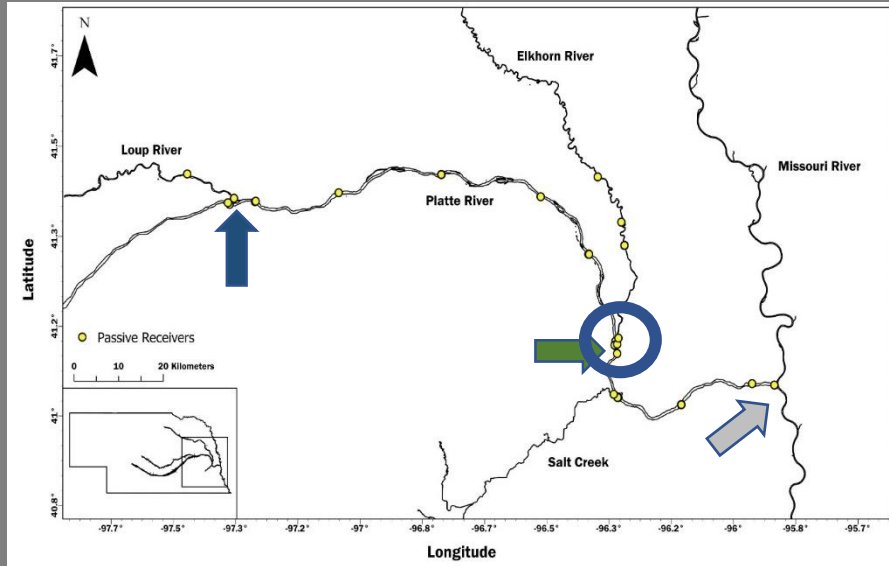 N
Elkhorn River
Loup River
Missouri River
Platte River
Latitude
41.7°
41.5°
41.3°
41.2°
41°
40.8°
Passive Receivers
0 10 20 Kilometers
Salt Creek
-97.7° -97.5° -97.3° -97.2° -97° -96.8° -96.7° -96.5° -96.3° -96.2° -96° -95.8° -95.7°
Longitude